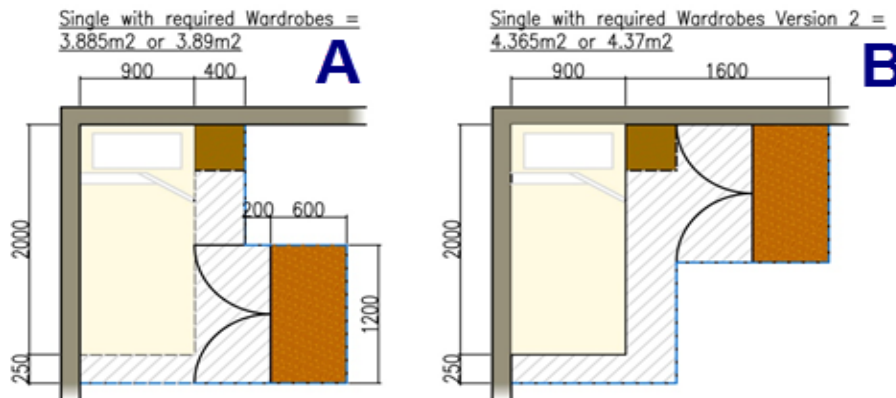 Single with required Wardrobes =
3.885m2 or 3.89m2
A
900
400
2000
250
200
600
1200
Single with required Wardrobes Version 2 =
4.365m2 or 4.37m2
B
900
1600
2000
250